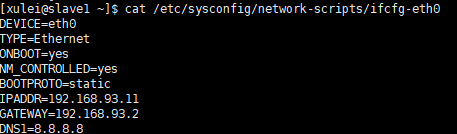 [xulei@slave1 ~]$ cat /etc/sysconfig/network-scripts/ifcfg-eth0
DEVICE=eth0
TYPE=Ethernet
ONBOOT=yes
NM_CONTROLLED=yes
BOOTPROTO=static
IPADDR=192.168.93.11
GATEWAY=192.168.93.2
DNS1=8.8.8.8